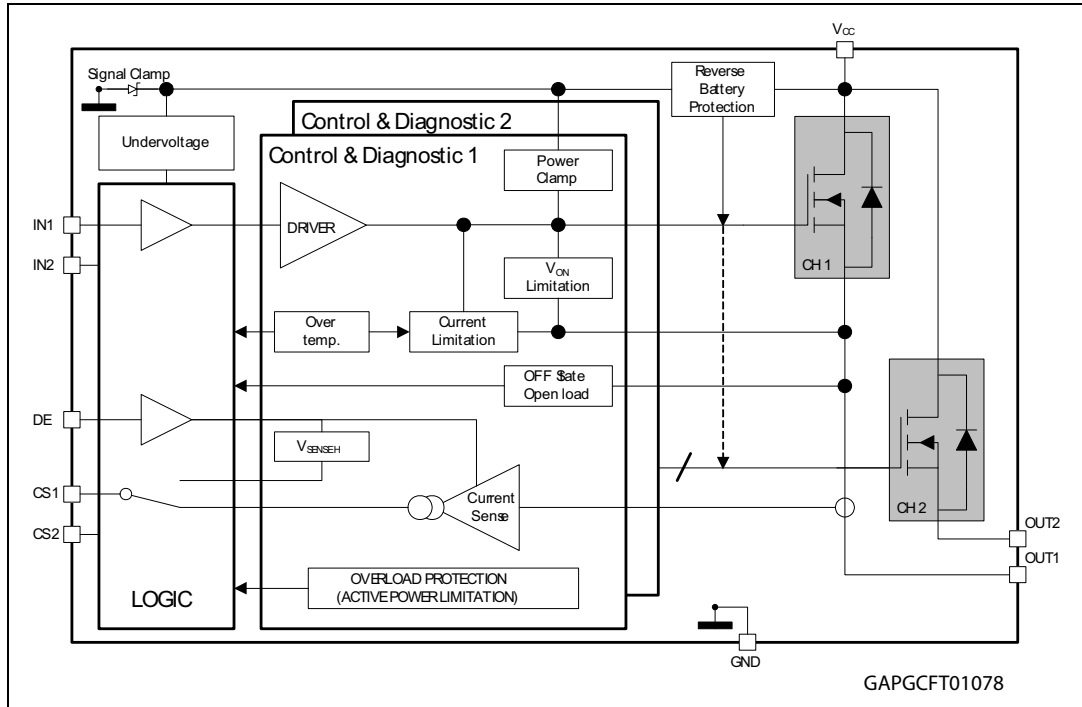 VCC
Signal Clamp
Reverse
Battery
Protection
Control & Diagnostic 2
Undervoltage
Control & Diagnostic 1
Power
Clamp
IN1
DRIVER
CH 1
IN2
VON
Limitation
Over
temp.
Current
Limitation
OFF State
Open load
DE
VSENSEH
CS1
Current
Sense
CH 2
CS2
OUT2
OUT1
OVERLOAD PROTECTION
(ACTIVE POWER LIMITATION)
LOGIC
GND
GAPGCFT01078